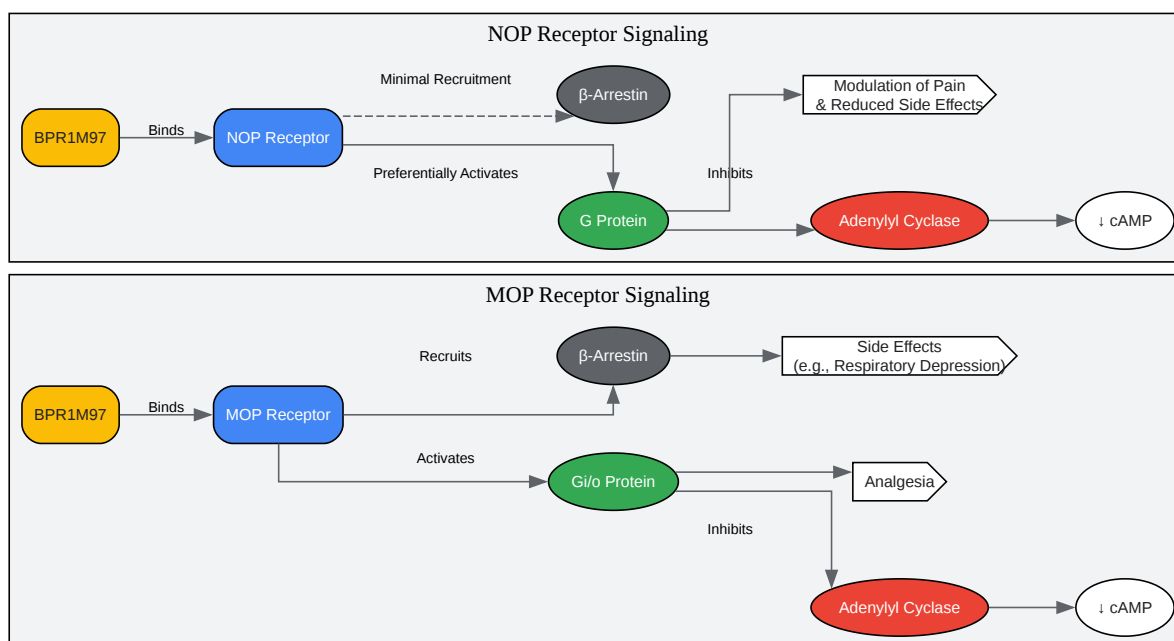 NOP Receptor Signaling
Minimal Recruitment
β-Arrestin
Modulation of Pain
& Reduced Side Effects
BPR1M97
Binds
NOP Receptor
Preferentially Activates
Inhibits
G Protein
Adenylyl Cyclase
↓ cAMP
MOP Receptor Signaling
Recruits
β-Arrestin
Side Effects
(e.g., Respiratory Depression)
BPR1M97
Binds
MOP Receptor
Activates
Gi/o Protein
Analgesia
Inhibits
Adenylyl Cyclase
↓ cAMP